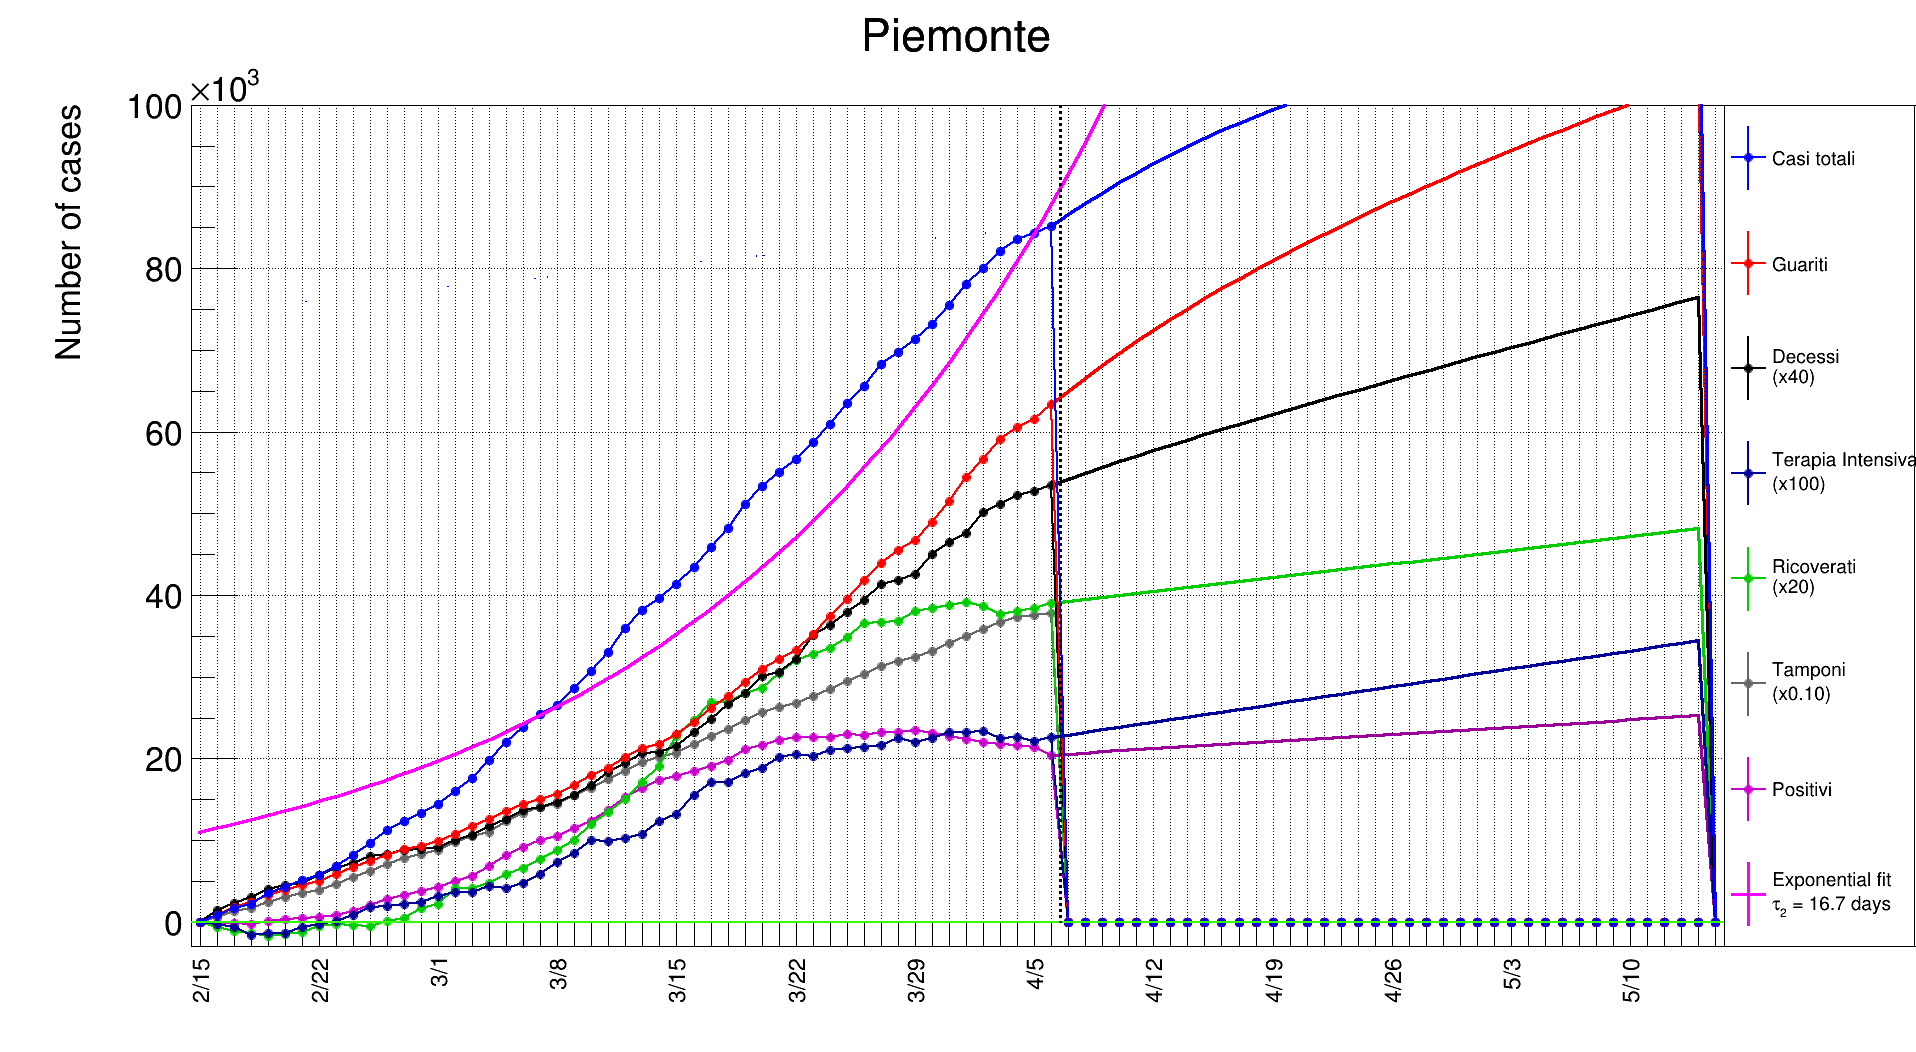 Piemonte
×10³
Number of cases
100
80
60
40
20
0
2/15
2/22
3/1
3/8
3/15
3/22
3/29
4/5
4/12
4/19
4/26
5/3
5/10
Casi totali
Guariti
Decessi
(x40)
Terapia Intensiva
(x100)
Ricoverati
(x20)
Tamponi
(x0.10)
Positivi
Exponential fit
τ₂ = 16.7 days